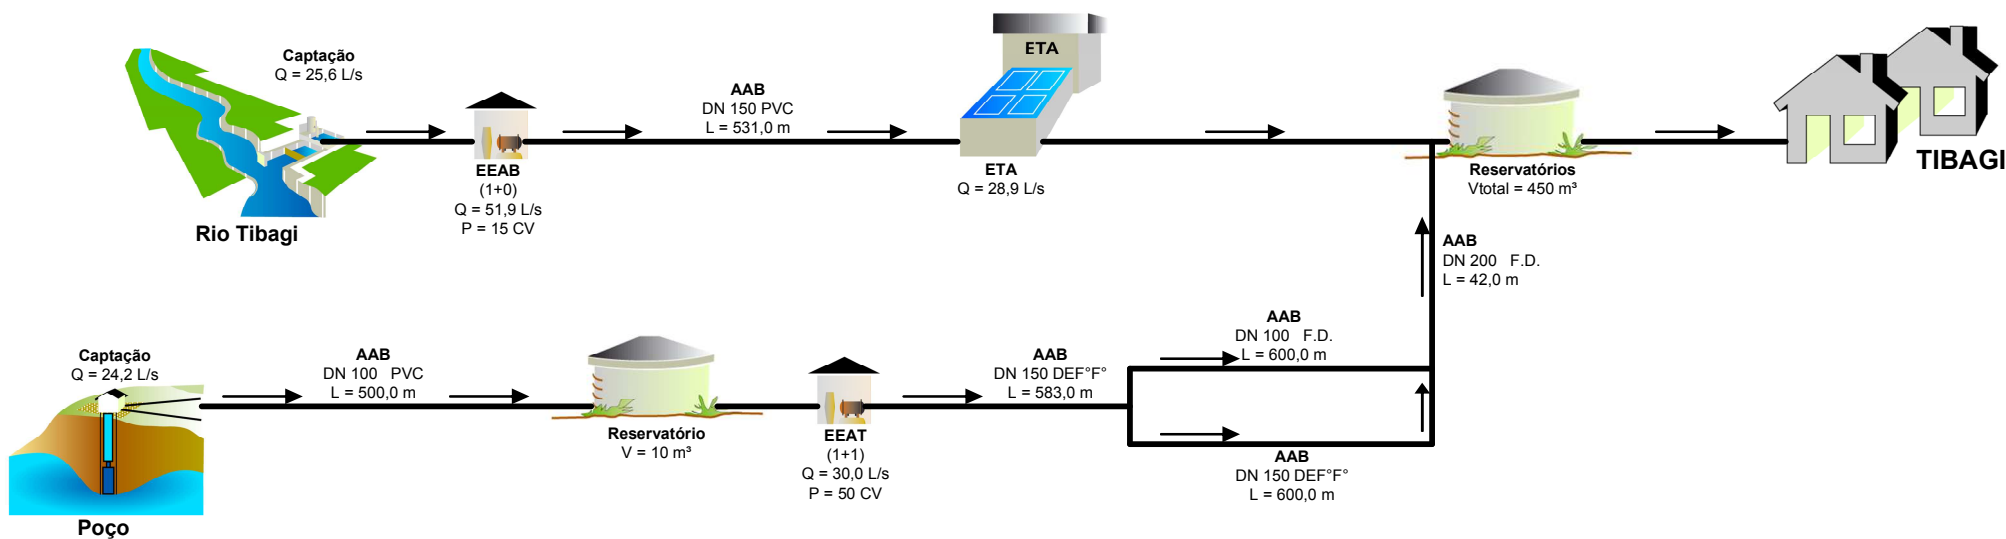 Captação
Q = 25,6 L/s
Rio Tibagi
EEAB
(1+0)
Q = 51,9 L/s
P = 15 CV
AAB
DN 150 PVC
L = 531,0 m
ETA
ETA
Q = 28,9 L/s
Reservatórios
Vtotal = 450 m³
TIBAGI
AAB
DN 200 F.D.
L = 42,0 m
Captação
Q = 24,2 L/s
Poço
AAB
DN 100 PVC
L = 500,0 m
Reservatório
V = 10 m³
EEAT
(1+1)
Q = 30,0 L/s
P = 50 CV
AAB
DN 150 DEF°F°
L = 583,0 m
AAB
DN 100 F.D.
L = 600,0 m
AAB
DN 150 DEF°F°
L = 600,0 m